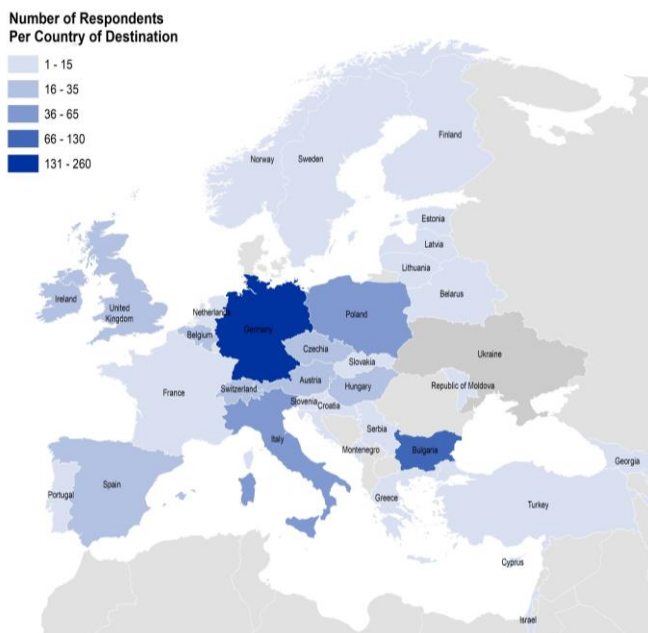 Number of Respondents
Per Country of Destination
1 - 15
16 - 35
36 - 65
66 - 130
131 - 260
Finland
Norway
Sweden
Estonia
Latvia
Lithuania
Belarus
Ireland
United
Kingdom
Netherlands
Germany
Poland
Belgium
Czechia
Ukraine
Slovakia
France
Switzerland
Austria
Hungary
Republic of Moldova
Slovenia
Croatia
Serbia
Italy
Montenegro
Bulgaria
Georgia
Portugal
Spain
Greece
Turkey
Cyprus
Israel